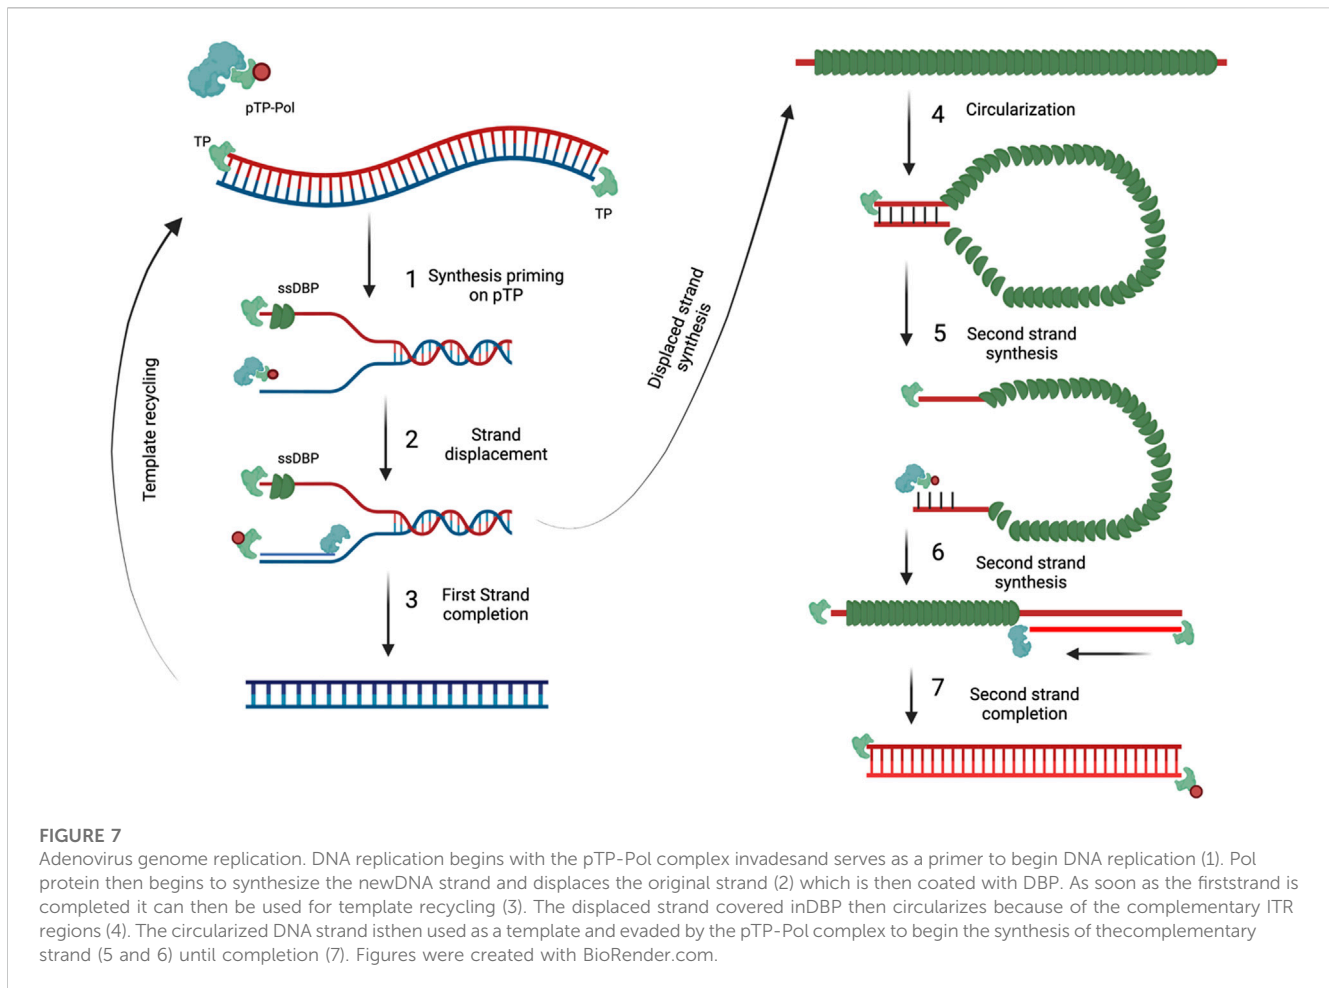 pTP-Pol
TP
TP
1 Synthesis priming
on pTP
ssDBP
2 Strand
displacement
ssDBP
3 First Strand
completion
Template recycling
Displaced strand
synthesis
4 Circularization
5 Second strand
synthesis
6 Second strand
synthesis
7 Second strand
completion
FIGURE 7
Adenovirus genome replication. DNA replication begins with the pTP-Pol complex invadesand serves as a primer to begin DNA replication (1). Pol
protein then begins to synthesize the newDNA strand and displaces the original strand (2) which is then coated with DBP. As soon as the firststrand is
completed it can then be used for template recycling (3). The displaced strand covered inDBP then circularizes because of the complementary ITR
regions (4). The circularized DNA strand isthen used as a template and evaded by the pTP-Pol complex to begin the synthesis of thecomplementary
strand (5 and 6) until completion (7). Figures were created with BioRender.com.